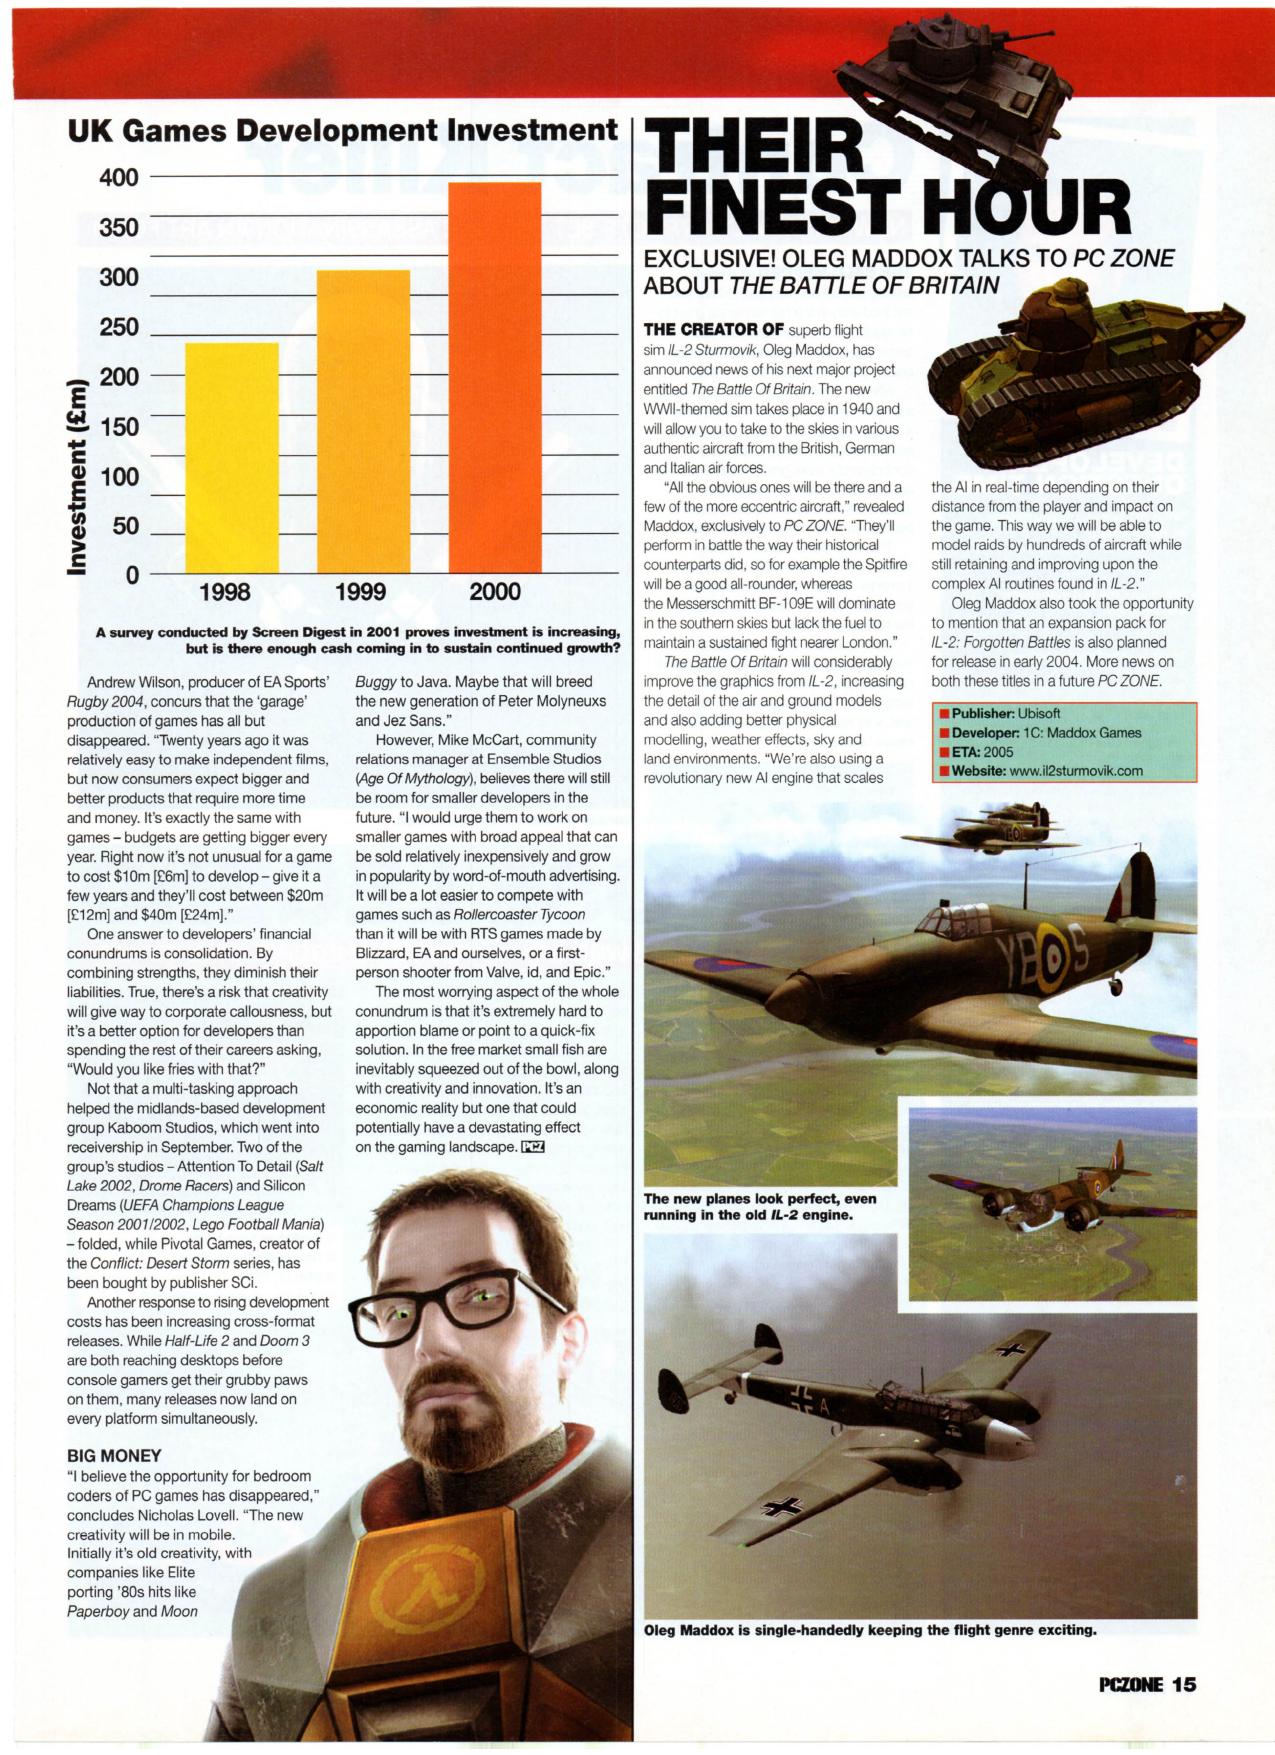 UK Games Development Investment
400
350
300
250
200
150
100
50
0
Investment (£m)
1998
1999
2000
A survey conducted by Screen Digest in 2001 proves investment is increasing,
but is there enough cash coming in to sustain continued growth?
Andrew Wilson, producer of EA Sports'
Rugby 2004, concurs that the 'garage'
production of games has all but
disappeared. “Twenty years ago it was
relatively easy to make independent films,
but now consumers expect bigger and
better products that require more time
and money. It's exactly the same with
games – budgets are getting bigger every
year. Right now it's not unusual for a game
to cost $10m [£6m] to develop – give it a
few years and they'll cost between $20m
[£12m] and $40m [£24m].”
One answer to developers' financial
conundrums is consolidation. By
combining strengths, they diminish their
liabilities. True, there's a risk that creativity
will give way to corporate callousness, but
it's a better option for developers than
spending the rest of their careers asking,
“Would you like fries with that?”
Not that a multi-tasking approach
helped the midlands-based development
group Kaboom Studios, which went into
receivership in September. Two of the
group's studios – Attention To Detail (Salt
Lake 2002, Drome Racers) and Silicon
Dreams (UEFA Champions League
Season 2001/2002, Lego Football Mania)
– folded, while Pivotal Games, creator of
the Conflict: Desert Storm series, has
been bought by publisher SCi.
Another response to rising development
costs has been increasing cross-format
releases. While Half-Life 2 and Doom 3
are both reaching desktops before
console gamers get their grubby paws
on them, many releases now land on
every platform simultaneously.
BIG MONEY
“I believe the opportunity for bedroom
coders of PC games has disappeared,”
concludes Nicholas Lovell. “The new
creativity will be in mobile.
Initially it's old creativity, with
companies like Elite
porting '80s hits like
Paperboy and Moon
Buggy to Java. Maybe that will breed
the new generation of Peter Molyneuxs
and Jez Sans.”
However, Mike McCart, community
relations manager at Ensemble Studios
(Age Of Mythology), believes there will still
be room for smaller developers in the
future. “I would urge them to work on
smaller games with broad appeal that can
be sold relatively inexpensively and grow
in popularity by word-of-mouth advertising.
It will be a lot easier to compete with
games such as Rollercoaster Tycoon
than it will be with RTS games made by
Blizzard, EA and ourselves, or a first-
person shooter from Valve, id, and Epic.”
The most worrying aspect of the whole
conundrum is that it's extremely hard to
apportion blame or point to a quick-fix
solution. In the free market small fish are
inevitably squeezed out of the bowl, along
with creativity and innovation. It's an
economic reality but one that could
potentially have a devastating effect
on the gaming landscape. PCZ
THEIR
FINEST HOUR
EXCLUSIVE! OLEG MADDOX TALKS TO PC ZONE
ABOUT THE BATTLE OF BRITAIN
THE CREATOR OF superb flight
sim IL-2 Sturmovik, Oleg Maddox, has
announced news of his next major project
entitled The Battle Of Britain. The new
WWII-themed sim takes place in 1940 and
will allow you to take to the skies in various
authentic aircraft from the British, German
and Italian air forces.
“All the obvious ones will be there and a
few of the more eccentric aircraft,” revealed
Maddox, exclusively to PC ZONE. “They'll
perform in battle the way their historical
counterparts did, so for example the Spitfire
will be a good all-rounder, whereas
the Messerschmitt BF-109E will dominate
in the southern skies but lack the fuel to
maintain a sustained fight nearer London.”
The Battle Of Britain will considerably
improve the graphics from IL-2, increasing
the detail of the air and ground models
and also adding better physical
modelling, weather effects, sky and
land environments. “We're also using a
revolutionary new AI engine that scales
the AI in real-time depending on their
distance from the player and impact on
the game. This way we will be able to
model raids by hundreds of aircraft while
still retaining and improving upon the
complex AI routines found in IL-2.”
Oleg Maddox also took the opportunity
to mention that an expansion pack for
IL-2: Forgotten Battles is also planned
for release in early 2004. More news on
both these titles in a future PC ZONE.
Publisher: Ubisoft
Developer: 1C: Maddox Games
ETA: 2005
Website: www.il2sturmovik.com
YB S
The new planes look perfect, even
running in the old IL-2 engine.
A
Oleg Maddox is single-handedly keeping the flight genre exciting.
PCZONE 15